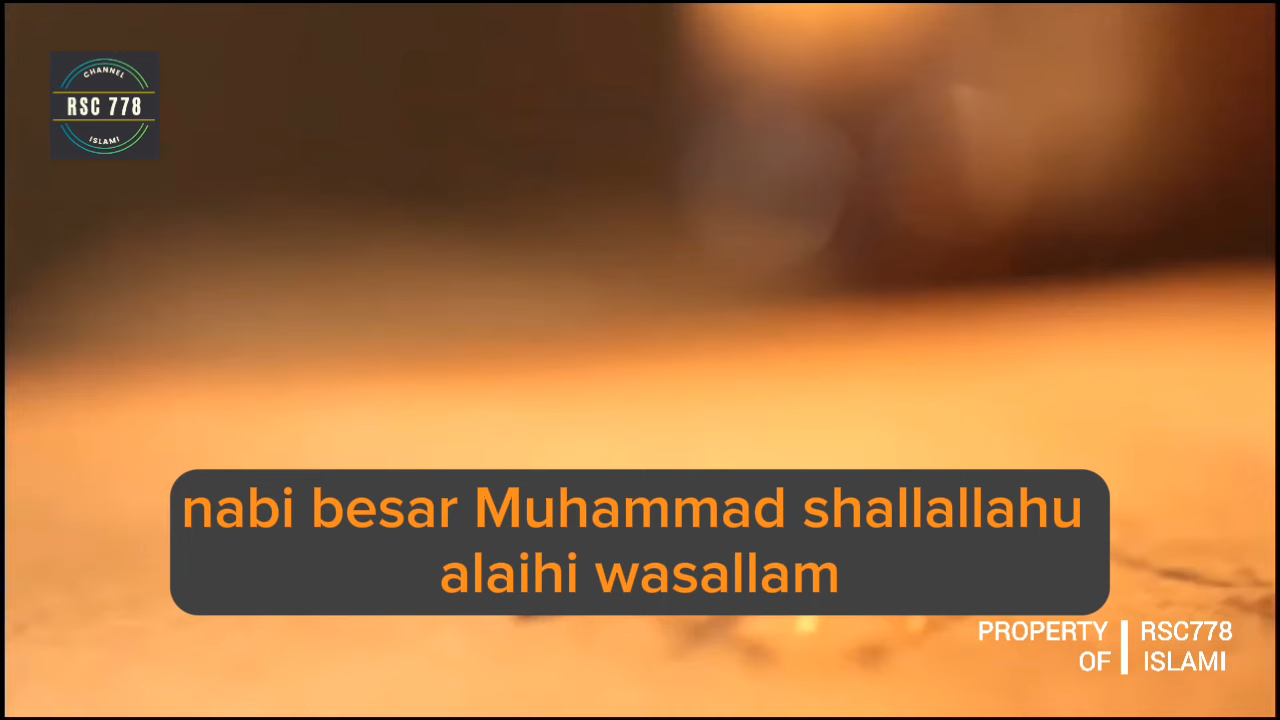 CHANNEL
RSC 778
ISLAMI
nabi besar Muhammad shallallahu
alaihi wasallam
PROPERTY OF | RSC778 ISLAMI